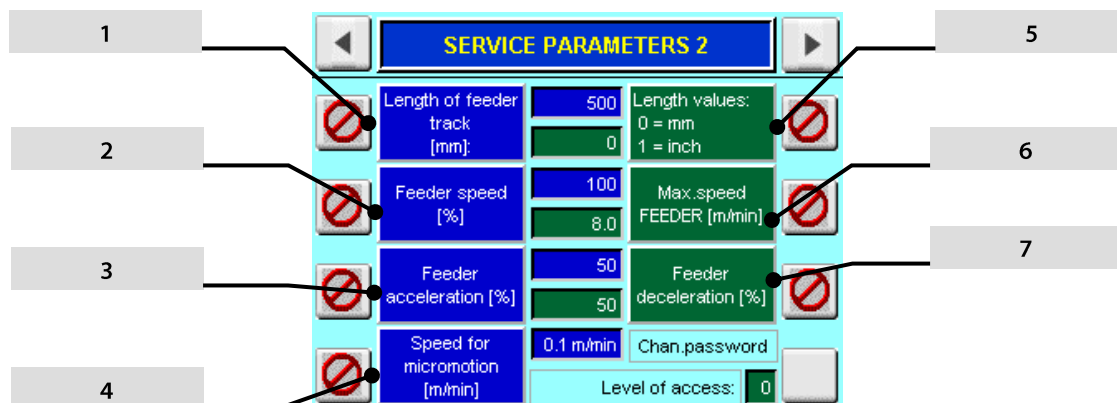 1
SERVICE PARAMETERS 2
5
Length of feeder
track
[mm]:
500
0
Length values:
0 = mm
1 = inch
2
6
Feeder speed
[%]
100
8.0
Max.speed
FEEDER [m/min]
3
7
Feeder
acceleration [%]
50
50
Feeder
deceleration [%]
4
Speed for
micromotion
[m/min]
0.1 m/min
Chan.password
Level of access:
0